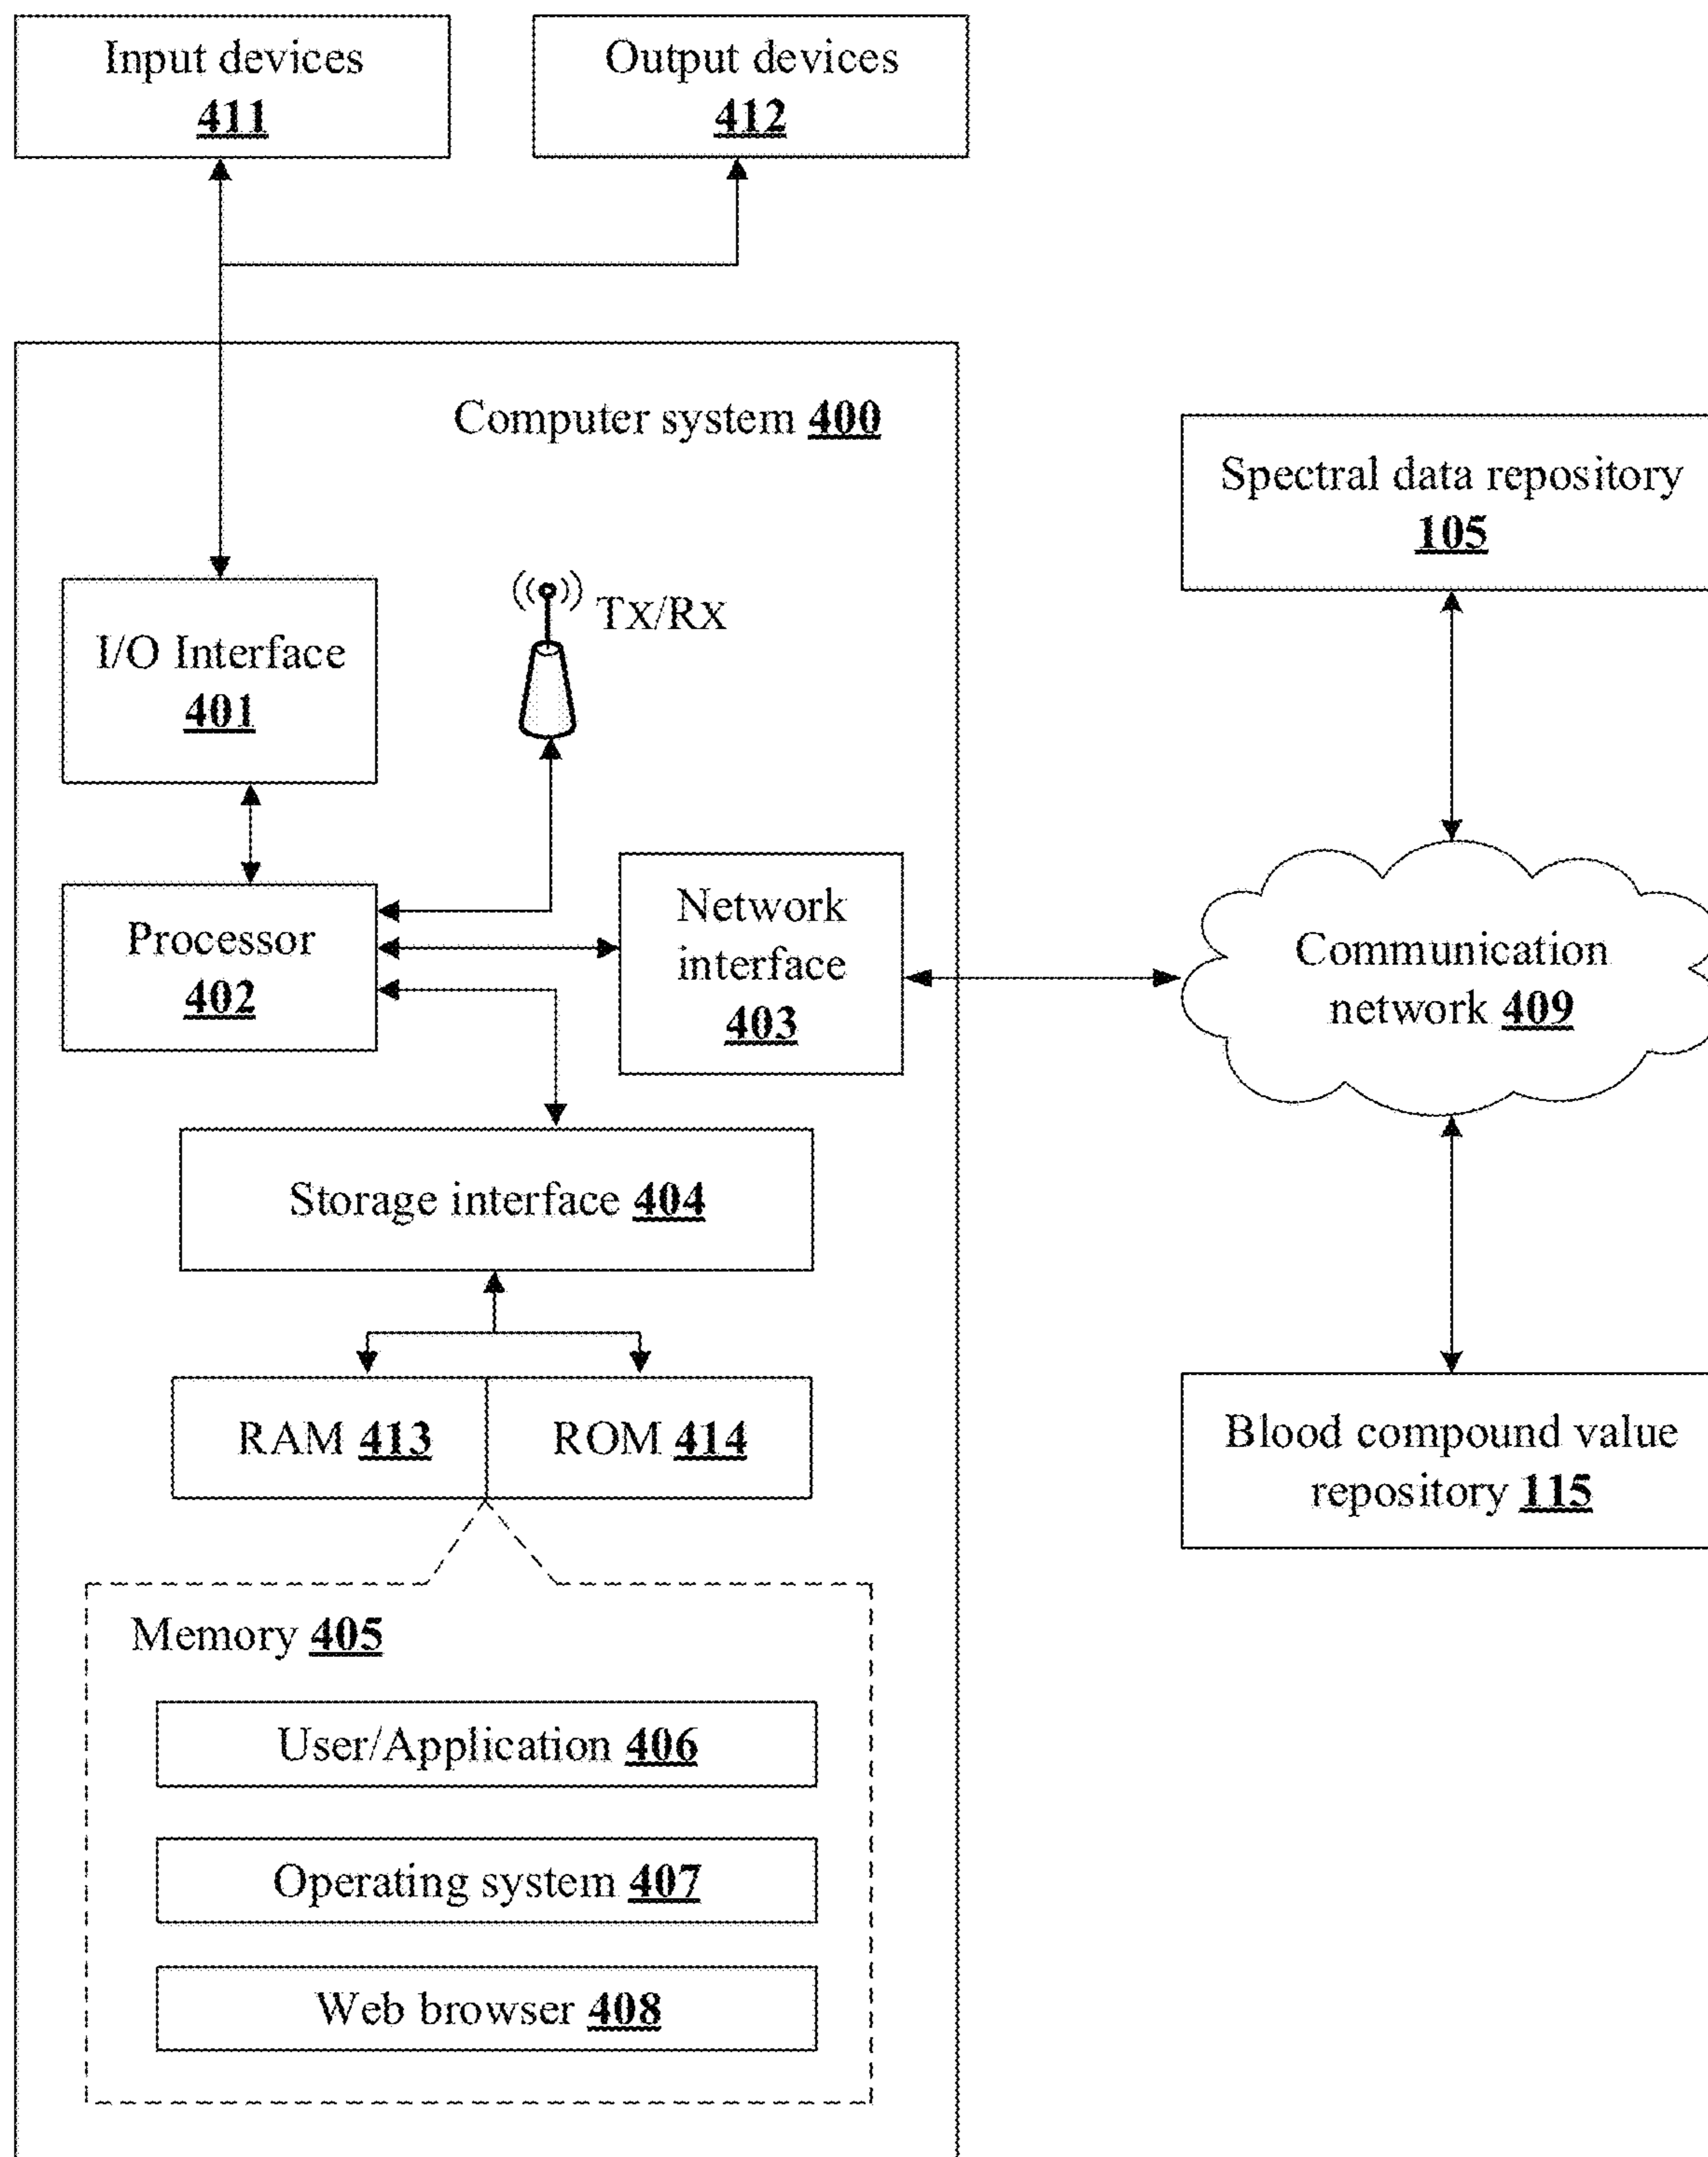 Input devices
411
Output devices
412
Computer system 400
Spectral data repository
105
I/O Interface
401
Tx/Rx
Processor
402
Network
interface
403
Communication
network 409
Storage interface 404
RAM 413
ROM 414
Blood compound value
repository 115
Memory 405
User/Application 406
Operating system 407
Web browser 408